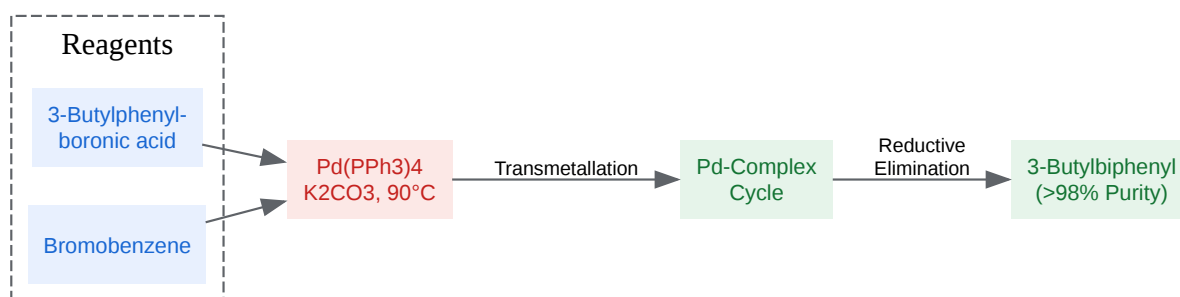 Reagents
3-Butylphenyl-
boronic acid
Bromobenzene
Pd(PPh3)4
K2CO3, 90°C
Transmetallation
Pd-Complex
Cycle
Reductive
Elimination
3-Butylbiphenyl
(>98% Purity)